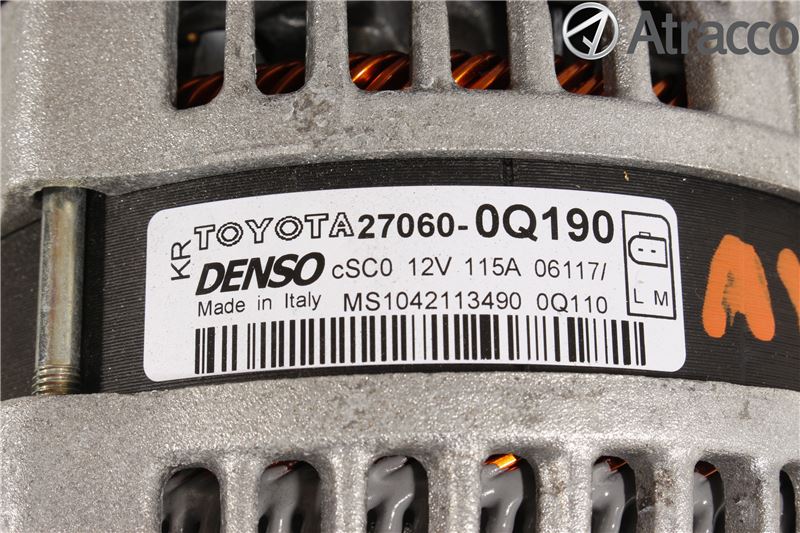 Atracco
KR TOYOTA 27060-0Q190
DENSO cSC0 12V 115A 06117/
Made in Italy MS1042113490 0Q110
L M